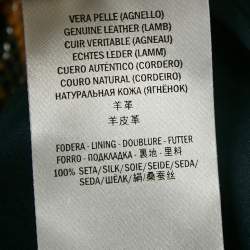 VERA PELLE (AGNELLO)
GENUINE LEATHER (LAMB)
CUIR VERITABLE (AGNEAU)
ECHTES LEDER (LAMM)
CUERO AUTÉNTICO (CORDERO)
COURO NATURAL (CORDEIRO)
НАТУРАЛЬНАЯ КОЖА (ЯГНЁНОК)
羊革
羊皮革
FODERA - LINING - DOUBLURE - FUTTER
FORRO - ПОДКЛАДКА - 裏地 - 里料
100% SETA/SILK/SOIE/SEIDE/SEDA/
SEDA/ШЁЛК/絹/桑蚕丝